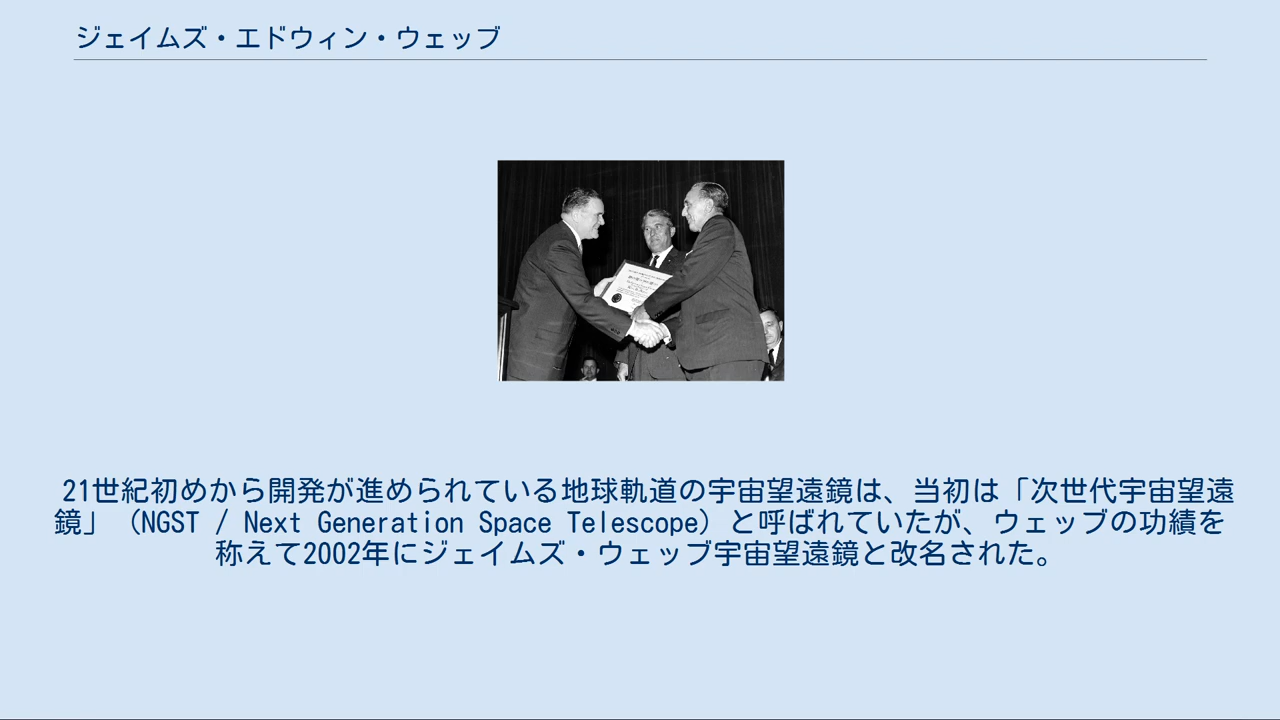 ジェイムズ・エドウィン・ウェッブ
21世紀初めから開発が進められている地球軌道の宇宙望遠鏡は、当初は「次世代宇宙望遠
鏡」（NGST / Next Generation Space Telescope）と呼ばれていたが、ウェッブの功績を
称えて2002年にジェイムズ・ウェッブ宇宙望遠鏡と改名された。